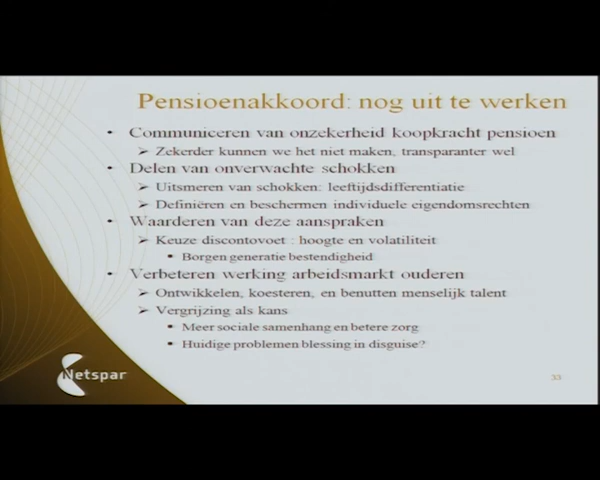 Pensioenakkoord: nog uit te werken
• Communiceren van onzekerheid koopkracht pensioen
➢ Zekerder kunnen we het niet maken, transparanter wel
• Delen van onverwachte schokken
➢ Uitsmeren van schokken: leeftijdsdifferentiatie
➢ Definiëren en beschermen individuele eigendomsrechten
• Waarderen van deze aanspraken
➢ Keuze discontovoet : hoogte en volatiliteit
• Borgen generatie bestendigheid
• Verbeteren werking arbeidsmarkt ouderen
➢ Ontwikkelen, koesteren, en benutten menselijk talent
➢ Vergrijzing als kans
• Meer sociale samenhang en betere zorg
• Huidige problemen blessing in disguise?
Netspar
33